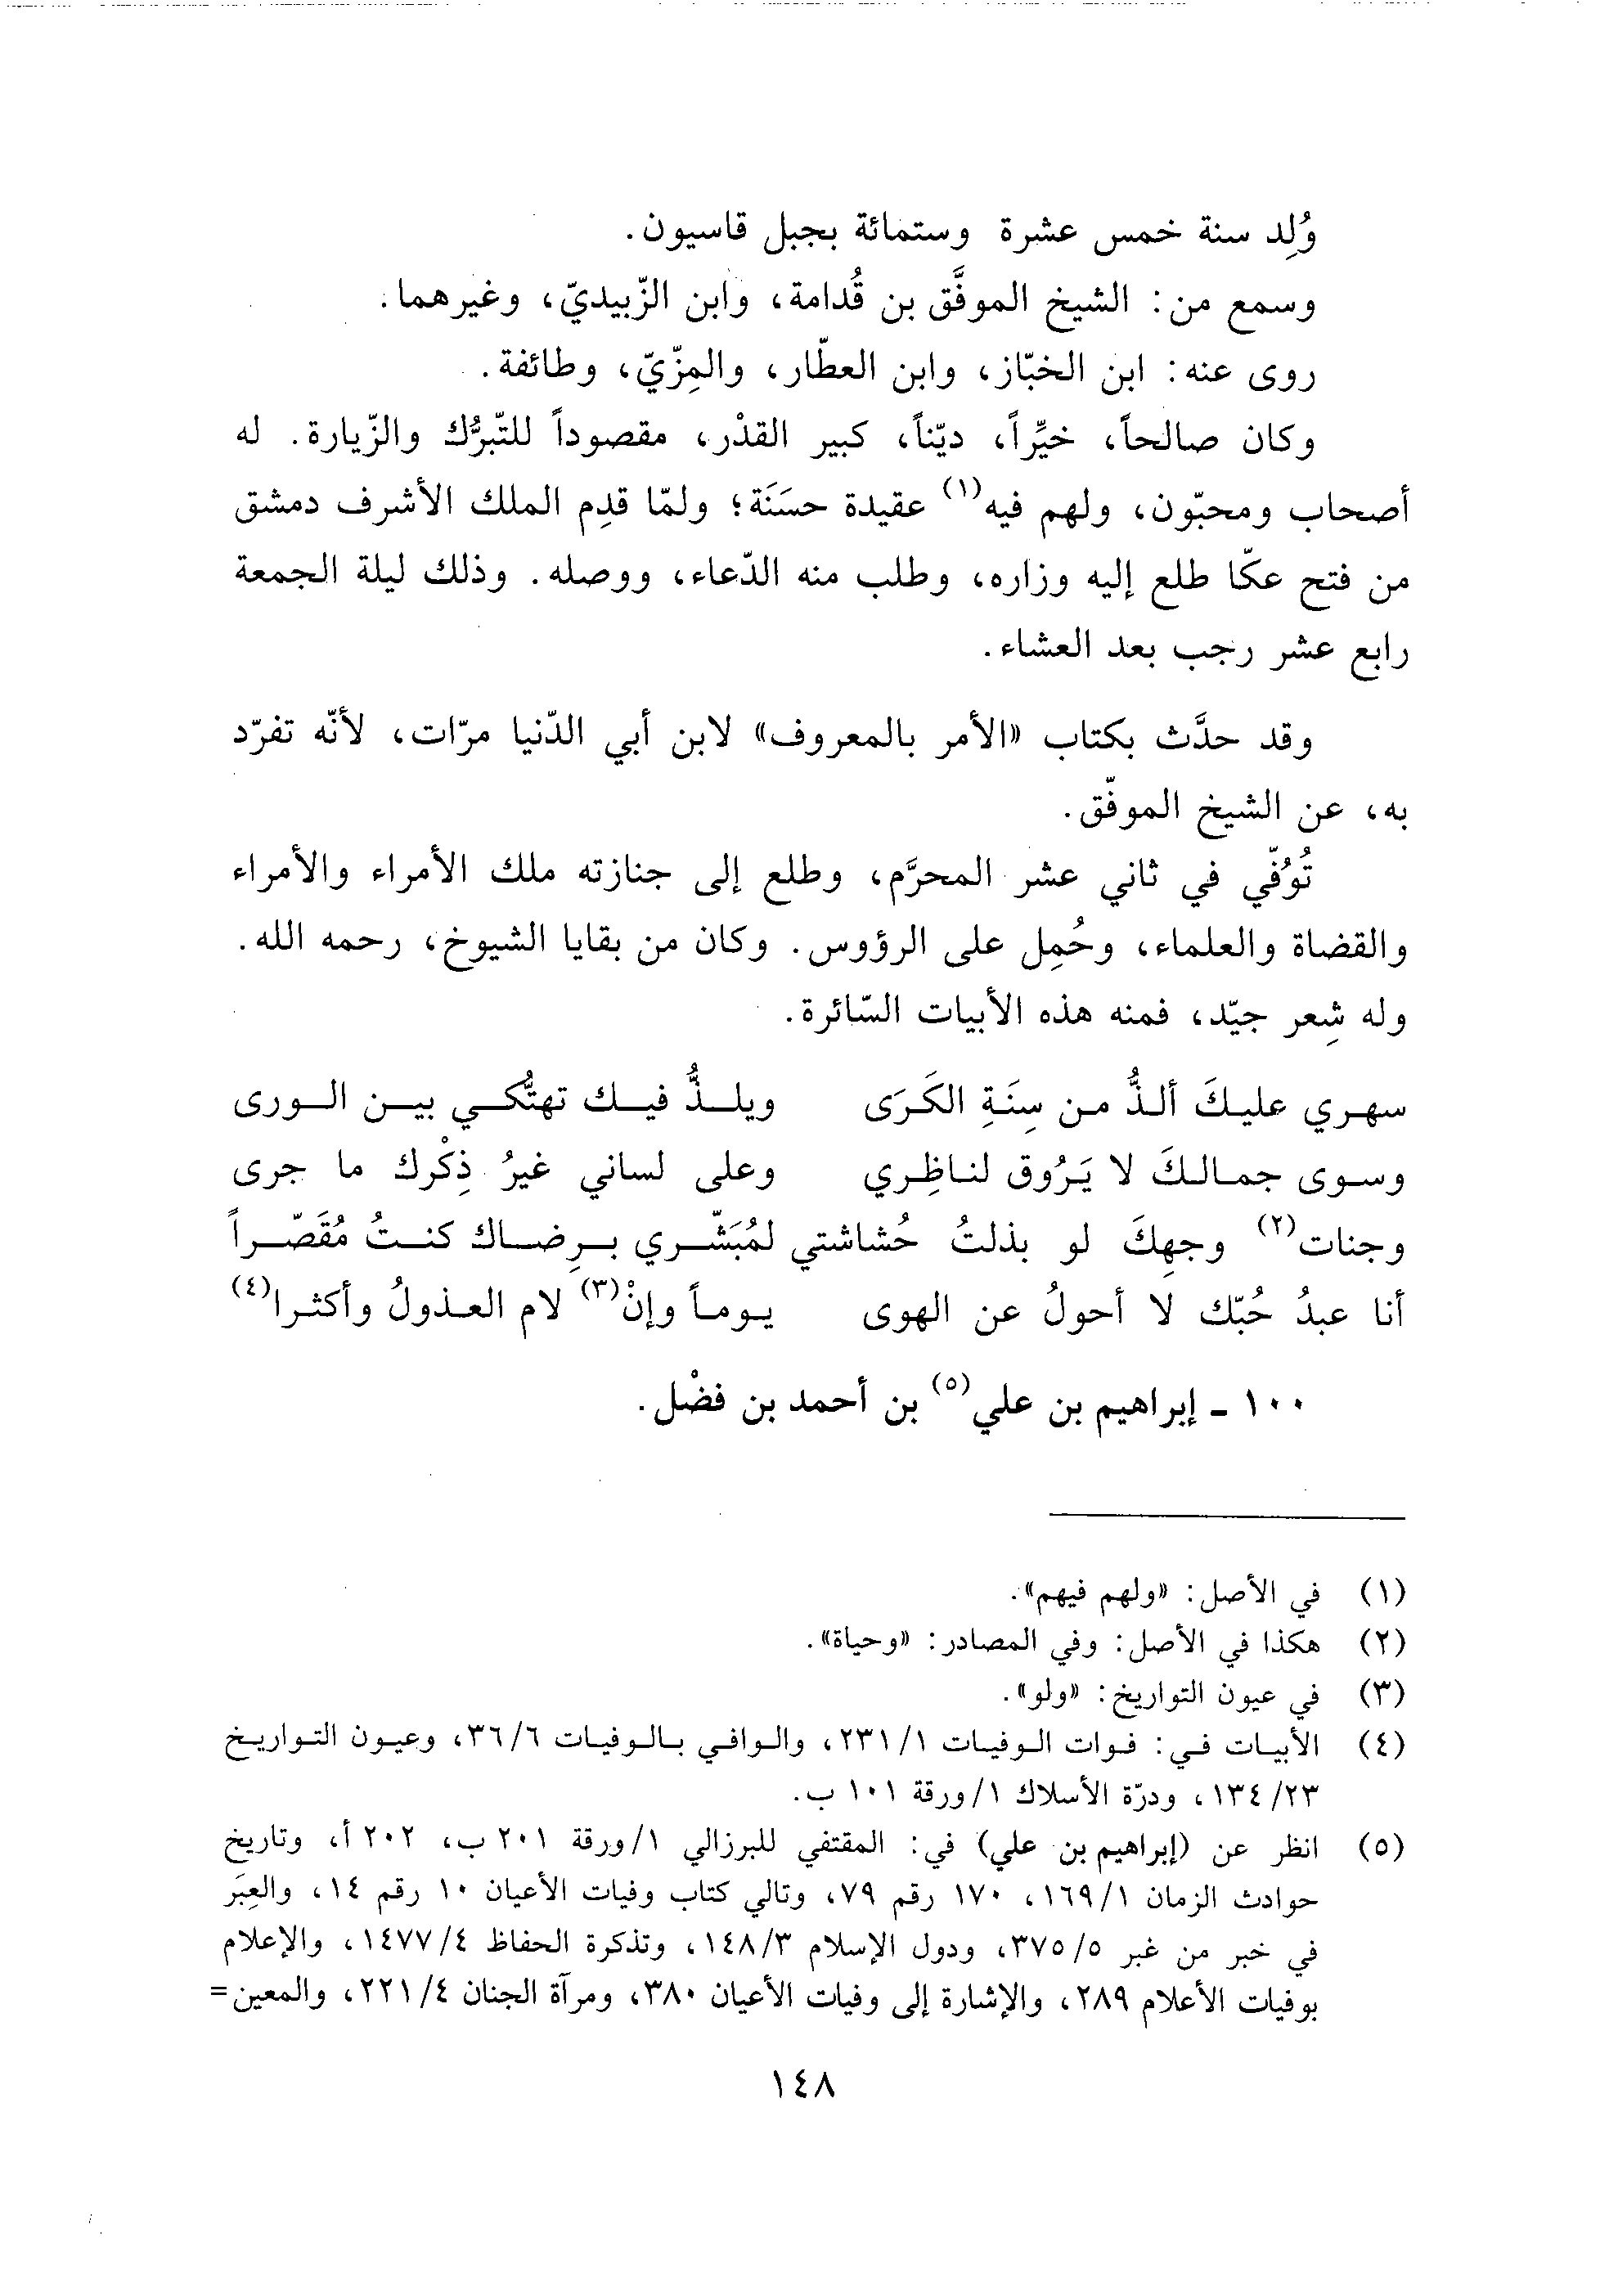 وُلِد سنة خمس عشرة وستمائة بجبل قاسيون.
وسمع من: الشيخ الموفَّق بن قُدامة، وابن الزّبيديّ، وغيرهما.
روى عنه: ابن الخبّاز، وابن العطّار، والمِزّيّ، وطائفة.
وكان صالحاً، خيِّراً، ديّناً، كبير القدْر، مقصوداً للتّبرُّك والزّيارة. له
أصحاب ومحبّون، ولهم فيه(١) عقيدة حسَنَة؛ ولمّا قدِم الملك الأشرف دمشق
من فتح عكّا طلع إليه وزاره، وطلب منه الدّعاء، ووصله. وذلك ليلة الجمعة
رابع عشر رجب بعد العشاء.
وقد حدَّث بكتاب «الأمر بالمعروف» لابن أبي الدّنيا مرّات، لأنّه تفرّد
به، عن الشيخ الموفّق.
تُوُفّي في ثاني عشر المحرَّم، وطلع إلى جنازته ملك الأمراء والأمراء
والقضاة والعلماء، وحُمِل على الرؤوس. وكان من بقايا الشيوخ، رحمه الله.
وله شِعر جيّد، فمنه هذه الأبيات السّائرة.
سهري عليكَ ألذُّ من سِنَةِ الكَرَى ويلذُّ فيك تهتُّكي بين الورى
وسوى جمالكَ لا يَرُوق لناظِري وعلى لساني غيرُ ذِكْرك ما جرى
وجنات(٢) وجهِكَ لو بذلتُ حُشاشتي لمُبَشّري برِضاك كنتُ مُقَصّراً
أنا عبدُ حُبّك لا أحولُ عن الهوى يوماً وإنْ(٣) لام العذولُ وأكثرا(٤)
١٠٠ ـ إبراهيم بن علي(٥) بن أحمد بن فضْل.
(١) في الأصل: «ولهم فيهم».
(٢) هكذا في الأصل: وفي المصادر: «وحياة».
(٣) في عيون التواريخ: «ولو».
(٤) الأبيات في: فوات الوفيات ٢٣١/١، والوافي بالوفيات ٣٦/٦، وعيون التواريخ
١٣٤/٢٣، ودرّة الأسلاك ١/ورقة ١٠١ ب.
(٥) انظر عن (إبراهيم بن علي) في: المقتفي للبرزالي ١/ورقة ٢٠١ ب، ٢٠٢ أ، وتاريخ
حوادث الزمان ١٦٩/١، ١٧٠ رقم ٧٩، وتالي كتاب وفيات الأعيان ١٠ رقم ١٤، والعِبَر
في خبر من غبر ٣٧٥/٥، ودول الإسلام ١٤٨/٣، وتذكرة الحفاظ ١٤٧٧/٤، والإعلام
بوفيات الأعلام ٢٨٩، والإشارة إلى وفيات الأعيان ٣٨٠، ومرآة الجنان ٢٢١/٤، والمعين=
١٤٨